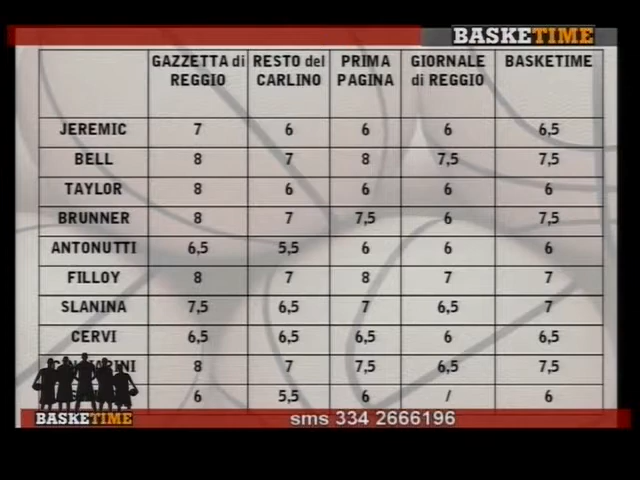 BASKETIME
GAZZETTA di REGGIO RESTO del CARLINO PRIMA PAGINA GIORNALE di REGGIO BASKETIME
JEREMIC 7 6 6 6 6,5
BELL 8 7 8 7,5 7,5
TAYLOR 8 6 6 6 6
BRUNNER 8 7 7,5 6 7,5
ANTONUTTI 6,5 5,5 6 6 6
FILLOY 8 7 8 7 7
SLANINA 7,5 6,5 7 6,5 7
CERVI 6,5 6,5 6,5 6 6,5
8 7 7,5 6,5 7,5
6 5,5 6 / 6
BASKETIME sms 334 2666196